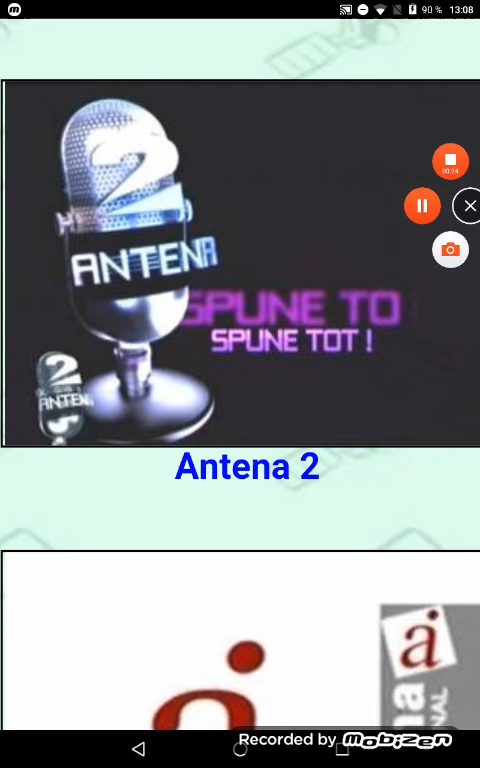 90 % 13:08
00:24
2
ANTENA
SPUNE TO
SPUNE TOT !
2
ANTENA
Antena 2
a
Recorded by mobizen